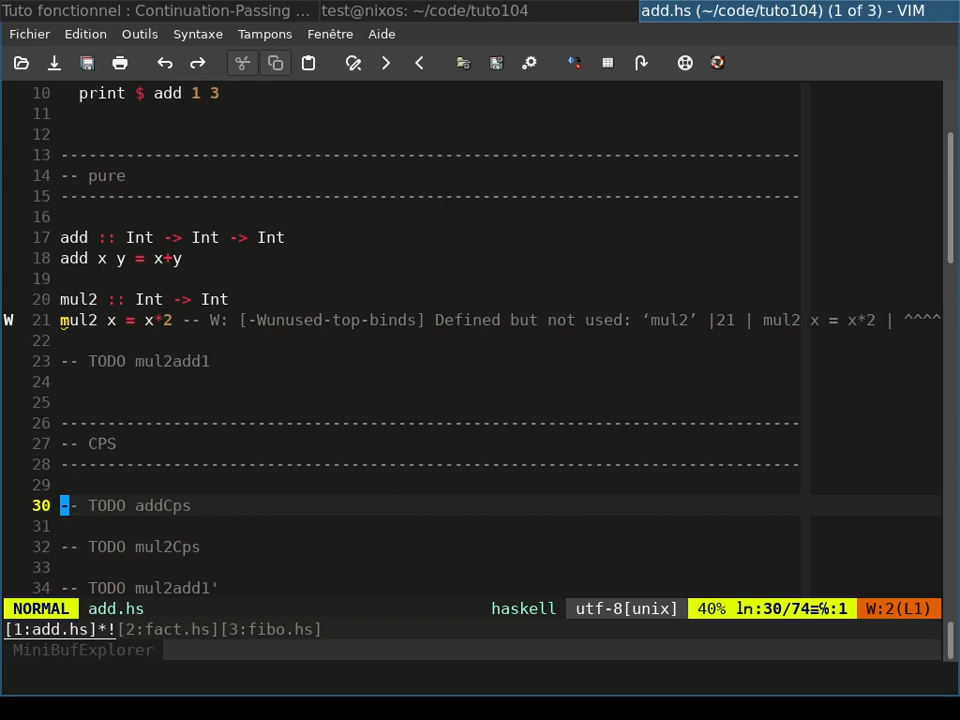 Tuto fonctionnel : Continuation-Passing ... test@nixos: ~/code/tuto104 add.hs (~/code/tuto104) (1 of 3) - VIM
Fichier Edition Outils Syntaxe Tampons Fenêtre Aide
10 print $ add 1 3
11
12
13 -------------------------------------------------------------------------------
14 -- pure
15 -------------------------------------------------------------------------------
16
17 add :: Int -> Int -> Int
18 add x y = x+y
19
20 mul2 :: Int -> Int
W 21 mul2 x = x*2 -- W: [-Wunused-top-binds] Defined but not used: ‘mul2’ |21 | mul2 x = x*2 | ^^^^
22
23 -- TODO mul2add1
24
25
26 -------------------------------------------------------------------------------
27 -- CPS
28 -------------------------------------------------------------------------------
29
30 -- TODO addCps
31
32 -- TODO mul2Cps
33
34 -- TODO mul2add1'
NORMAL add.hs haskell utf-8[unix] 40% ln:30/74≡℅:1 W:2(L1)
[1:add.hs]*![2:fact.hs][3:fibo.hs]
MiniBufExplorer